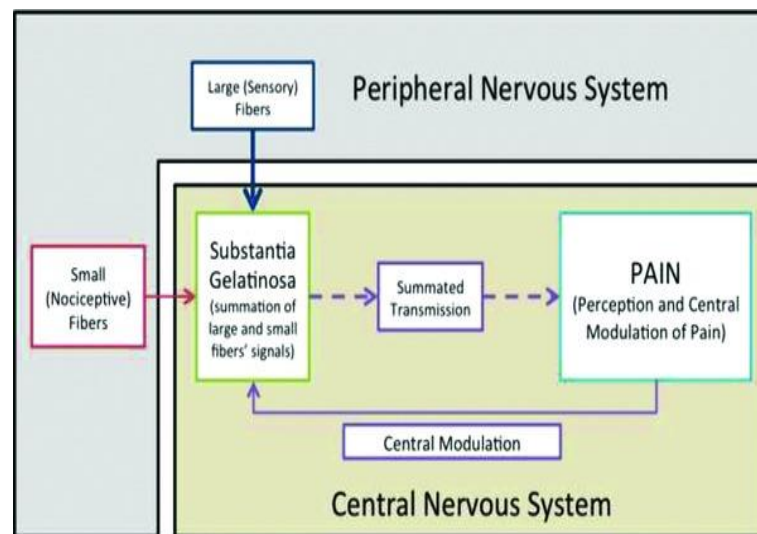 Large (Sensory)
Fibers
Peripheral Nervous System
Small
(Nociceptive)
Fibers
Substantia
Gelatinosa
(summation of
large and small
fibers' signals)
Summated
Transmission
PAIN
(Perception and Central
Modulation of Pain)
Central Modulation
Central Nervous System